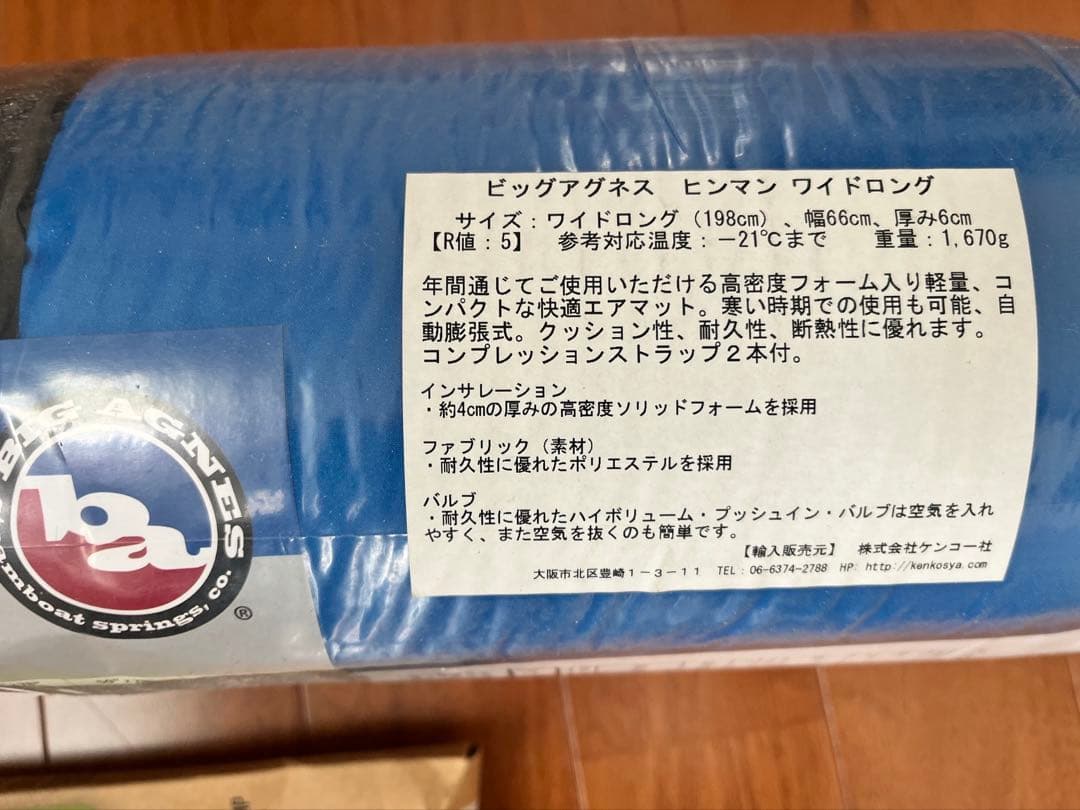 ビッグアグネス　ヒンマン ワイドロング
サイズ：ワイドロング（198cm）、幅66cm、厚み6cm
【R値：5】　参考対応温度：－21℃まで　　重量：1,670g
年間通じてご使用いただける高密度フォーム入り軽量、コ
ンパクトな快適エアマット。寒い時期での使用も可能、自
動膨張式。クッション性、耐久性、断熱性に優れます。
コンプレッションストラップ２本付。
インサレーション
・約4cmの厚みの高密度ソリッドフォームを採用
ファブリック（素材）
・耐久性に優れたポリエステルを採用
バルブ
・耐久性に優れたハイボリューム・プッシュイン・バルブは空気を入れ
やすく、また空気を抜くのも簡単です。
【輸入販売元】　株式会社ケンコー社
大阪市北区豊崎１－３－１１　TEL：06-6374-2788　HP: http://kenkosya.com
BIG AGNES
ba
springs, co.
®